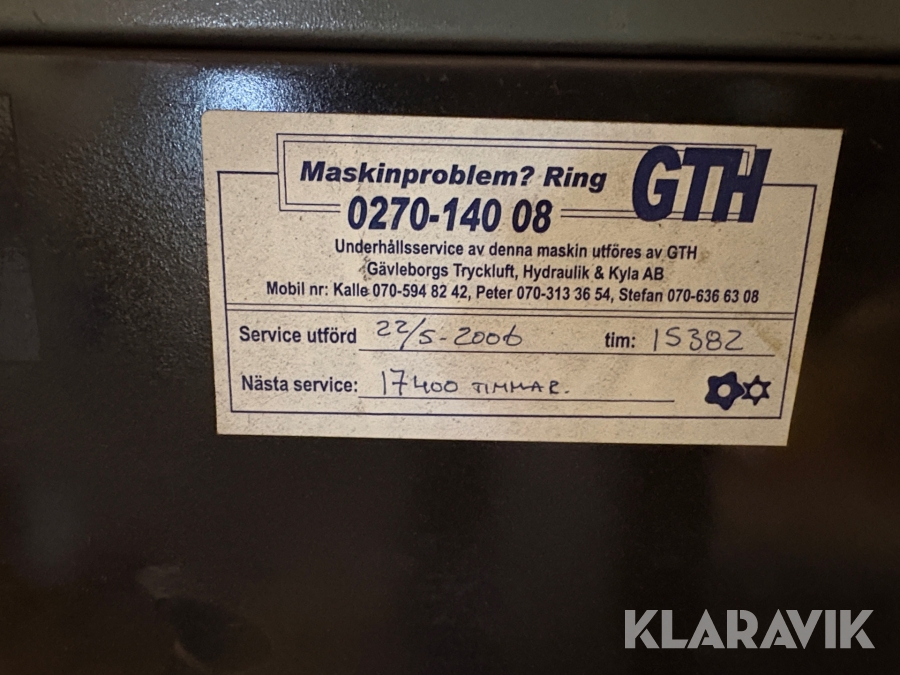 Maskinproblem? Ring GTH
0270-140 08
Underhållsservice av denna maskin utföres av GTH
Gävleborgs Tryckluft, Hydraulik & Kyla AB
Mobil nr: Kalle 070-594 82 42, Peter 070-313 36 54, Stefan 070-636 63 08
Service utförd 22/5-2006 tim: 15382
Nästa service: 17400 TIMMAR.
KLARAVIK